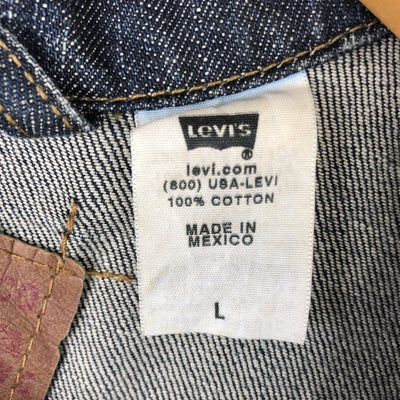 Levi's
®
levi.com
(800) USA-LEVI
100% COTTON
MADE IN
MEXICO
L